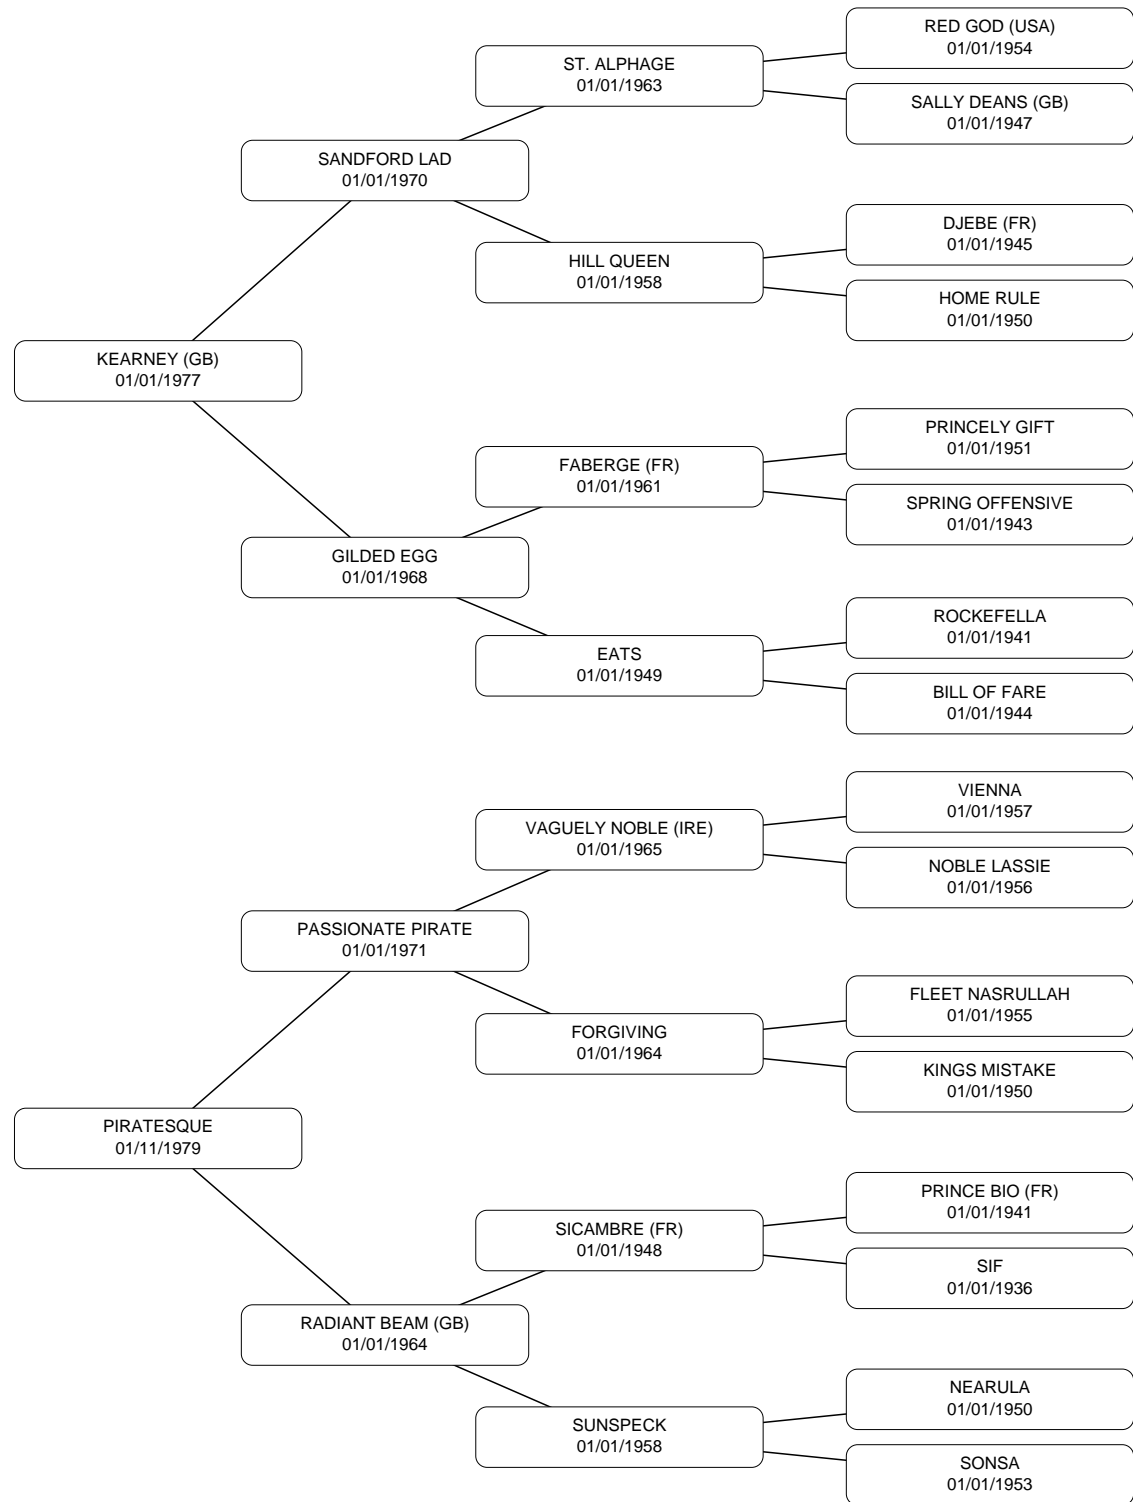 RED GOD (USA)
01/01/1954
ST. ALPHAGE
01/01/1963
SALLY DEANS (GB)
01/01/1947
SANDFORD LAD
01/01/1970
DJEBE (FR)
01/01/1945
HILL QUEEN
01/01/1958
HOME RULE
01/01/1950
KEARNEY (GB)
01/01/1977
PRINCELY GIFT
01/01/1951
FABERGE (FR)
01/01/1961
SPRING OFFENSIVE
01/01/1943
GILDED EGG
01/01/1968
ROCKEFELLA
01/01/1941
EATS
01/01/1949
BILL OF FARE
01/01/1944
VIENNA
01/01/1957
VAGUELY NOBLE (IRE)
01/01/1965
NOBLE LASSIE
01/01/1956
PASSIONATE PIRATE
01/01/1971
FLEET NASRULLAH
01/01/1955
FORGIVING
01/01/1964
KINGS MISTAKE
01/01/1950
PIRATESQUE
01/11/1979
PRINCE BIO (FR)
01/01/1941
SICAMBRE (FR)
01/01/1948
SIF
01/01/1936
RADIANT BEAM (GB)
01/01/1964
NEARULA
01/01/1950
SUNSPECK
01/01/1958
SONSA
01/01/1953